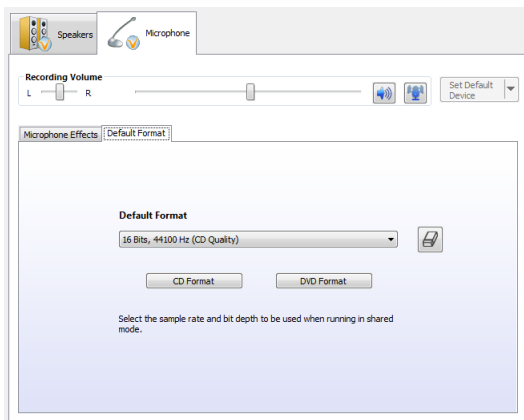 Speakers
Microphone
Recording Volume
L
R
Set Default
Device
Microphone Effects
Default Format
Default Format
16 Bits, 44100 Hz (CD Quality)
CD Format
DVD Format
Select the sample rate and bit depth to be used when running in shared
mode.